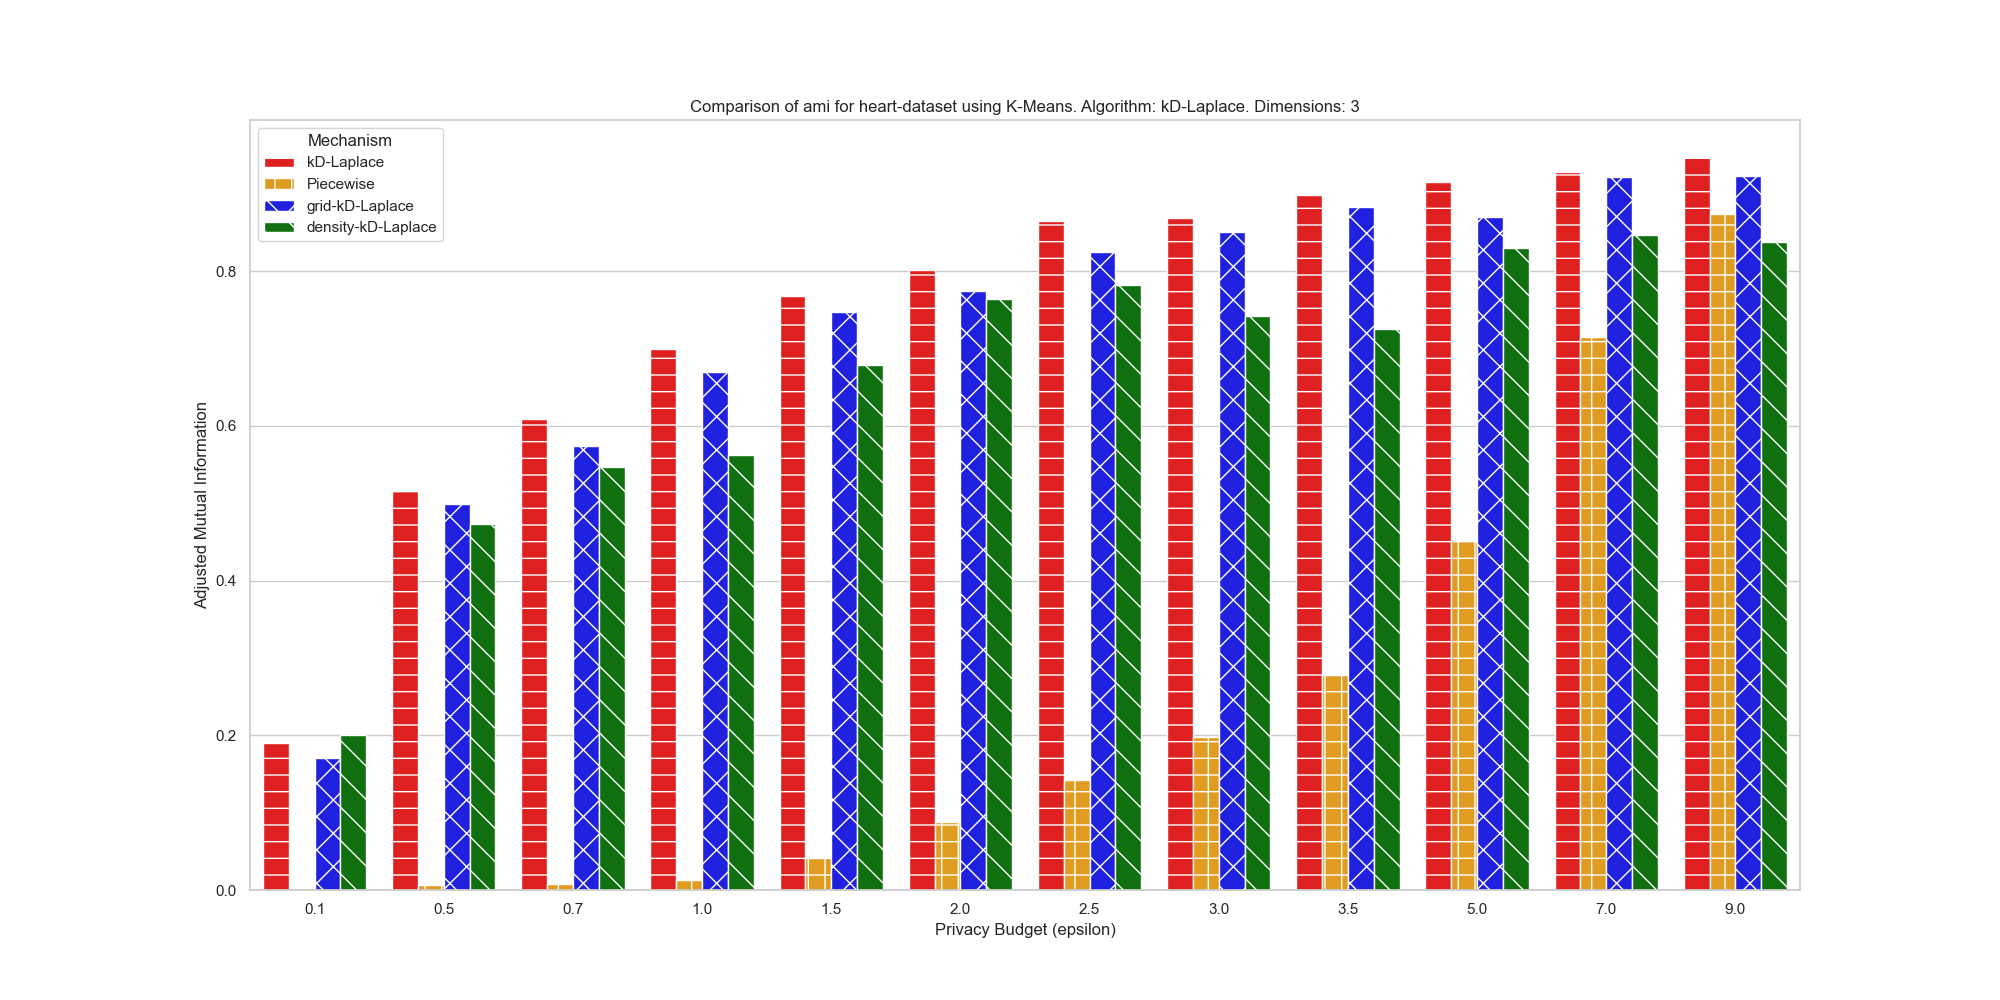 Comparison of ami for heart-dataset using K-Means. Algorithm: kD-Laplace. Dimensions: 3
Mechanism
kD-Laplace
Piecewise
grid-kD-Laplace
density-kD-Laplace
Adjusted Mutual Information
0.8
0.6
0.4
0.2
0.0
0.1 0.5 0.7 1.0 1.5 2.0 2.5 3.0 3.5 5.0 7.0 9.0
Privacy Budget (epsilon)